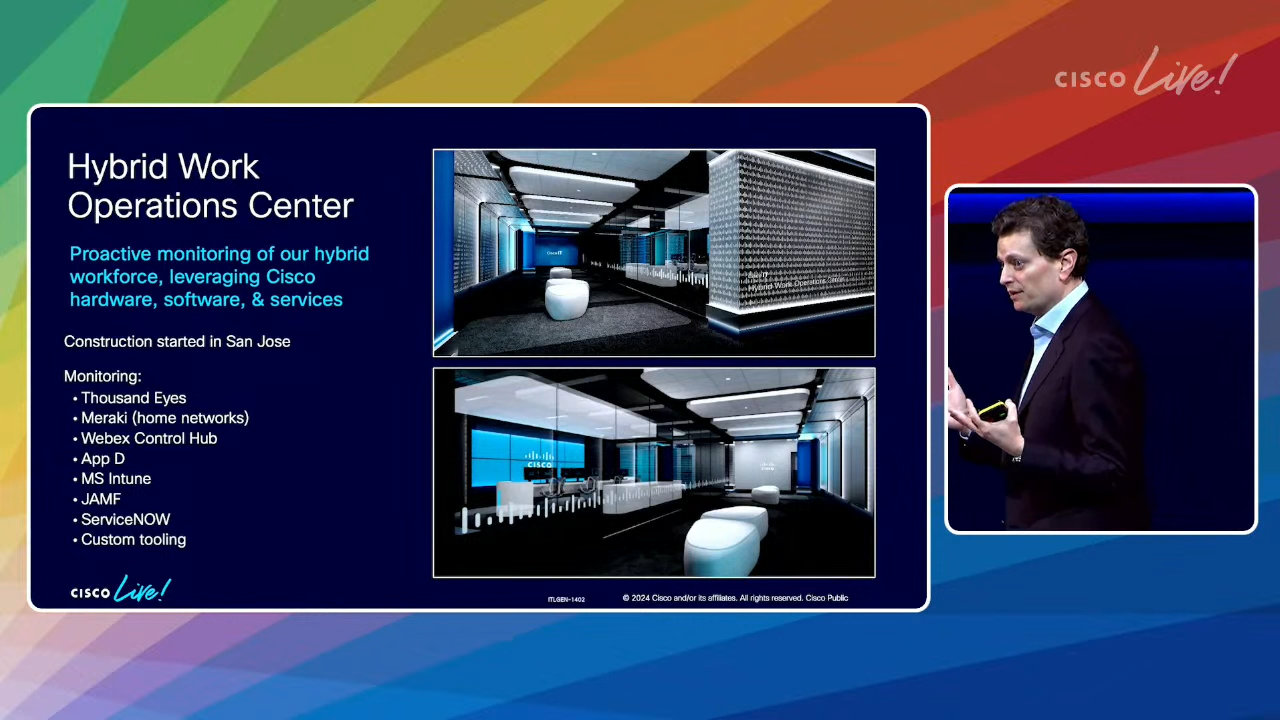 CISCO Live!
Hybrid Work
Operations Center
Proactive monitoring of our hybrid
workforce, leveraging Cisco
hardware, software, & services
Construction started in San Jose
Monitoring:
• Thousand Eyes
• Meraki (home networks)
• Webex Control Hub
• App D
• MS Intune
• JAMF
• ServiceNOW
• Custom tooling
Hybrid Work Operations Center
CISCO
CISCO Live!
ITLGEN-1402
© 2024 Cisco and/or its affiliates. All rights reserved. Cisco Public